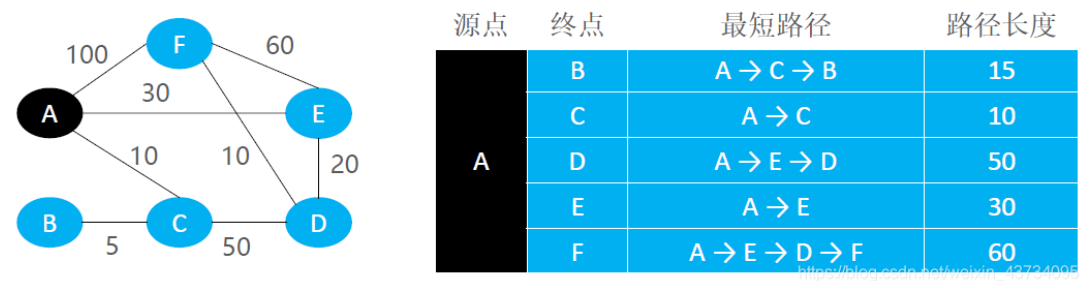 源点 终点 最短路径 路径长度
F
100
60
B A → C → B 15
30
A
E
C A → C 10
10
10
20
A D A → E → D 50
E A → E 30
B
C
D
5
50
F A → E → D → F 60
https://blog.csdn.net/weixin_43734095